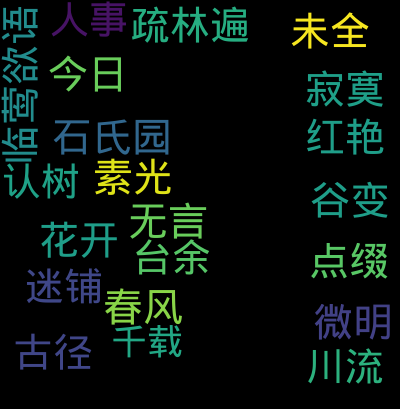 人事
疏林遍
未全
临莺欲语
今日
寂寞
石氏园
红艳
认树
素光
谷变
无言
花开
台余
点缀
迷铺
春风
微明
千载
古径
川流